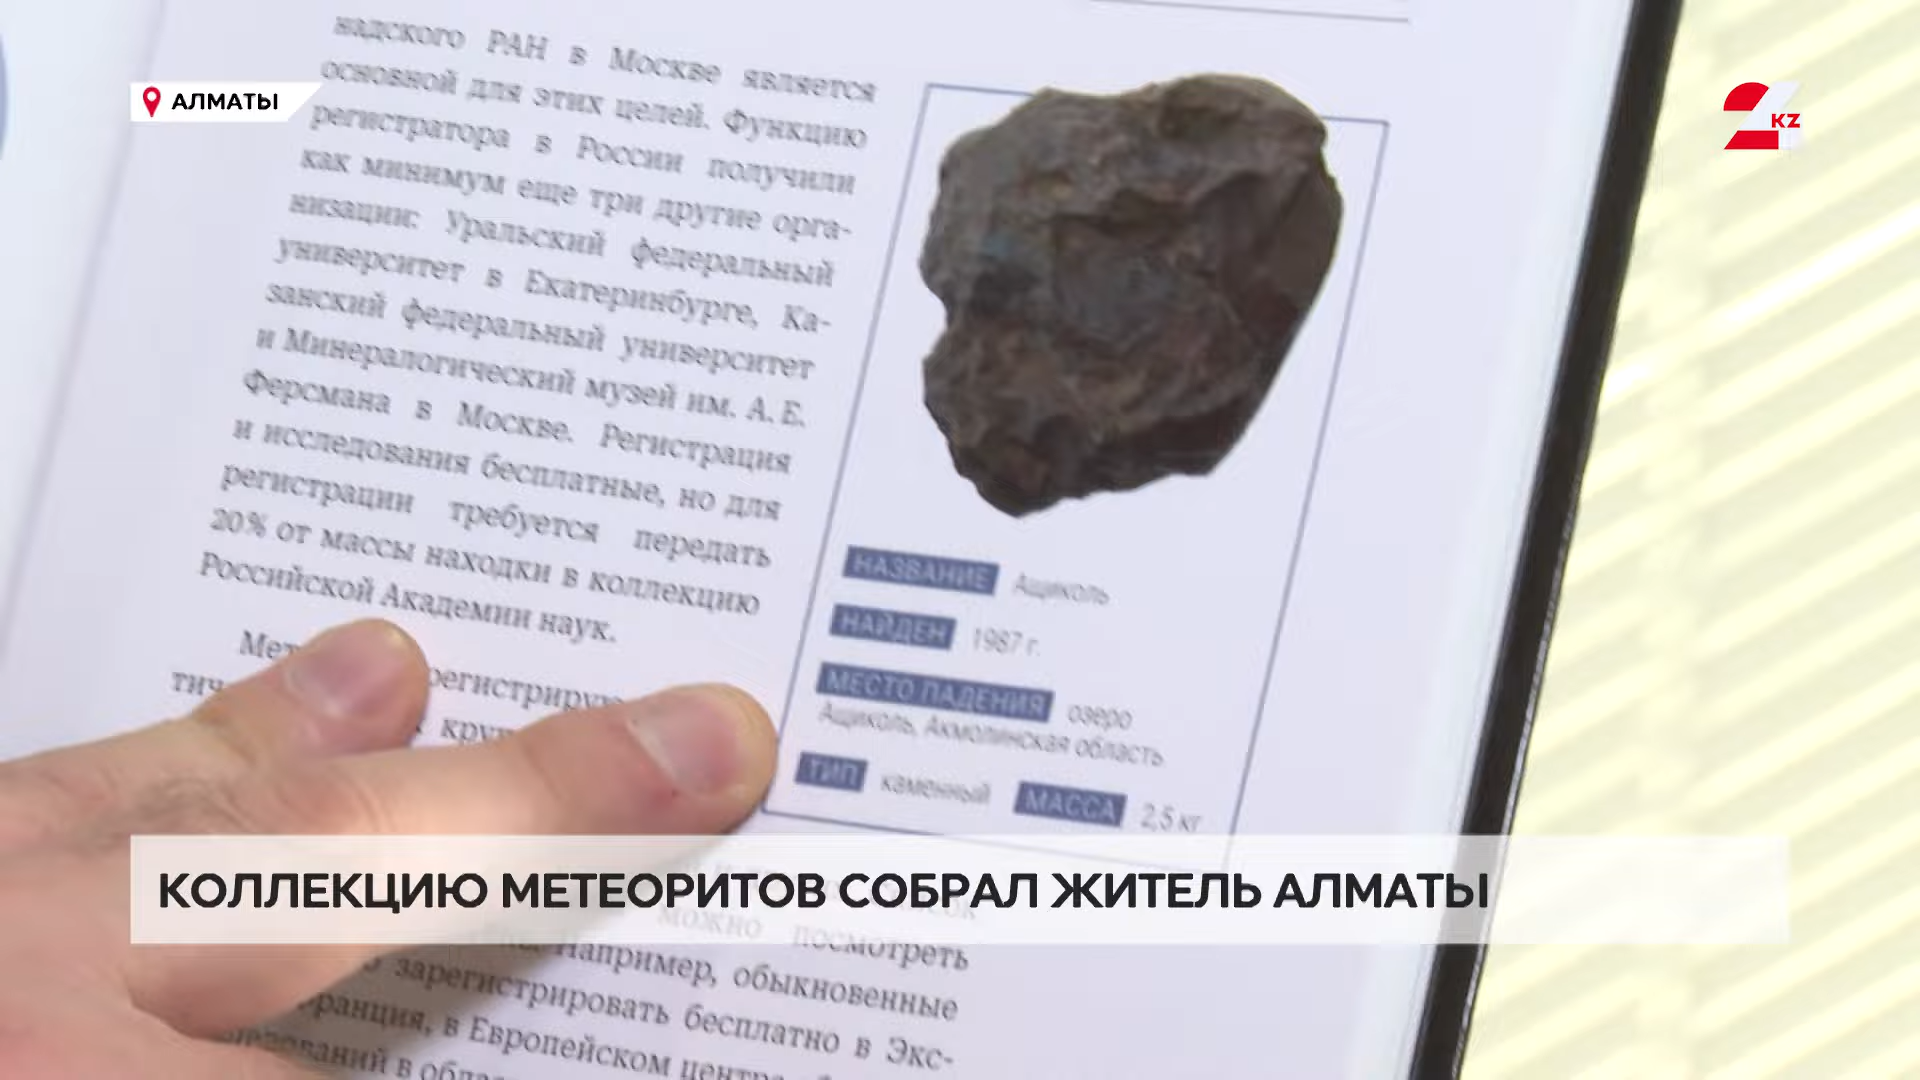 надского РАН в Москве является
основной для этих целей. Функцию
регистратора в России получили
как минимум еще три другие орга-
низации: Уральский федеральный
университет в Екатеринбурге, Ка-
занский федеральный университет
и Минералогический музей им. А. Е.
Ферсмана в Москве. Регистрация
и исследования бесплатные, но для
регистрации требуется передать
20% от массы находки в коллекцию
Российской Академии наук.
АЛМАТЫ
24 KZ
НАЗВАНИЕ Ащиколь
НАЙДЕН 1987 г.
МЕСТО ПАДЕНИЯ озеро
Ащиколь, Акмолинская область
ТИП каменный МАССА 2,5 кг
КОЛЛЕКЦИЮ МЕТЕОРИТОВ СОБРАЛ ЖИТЕЛЬ АЛМАТЫ
можно посмотреть
Например, обыкновенные
зарегистрировать бесплатно в Экс-
в Европейском